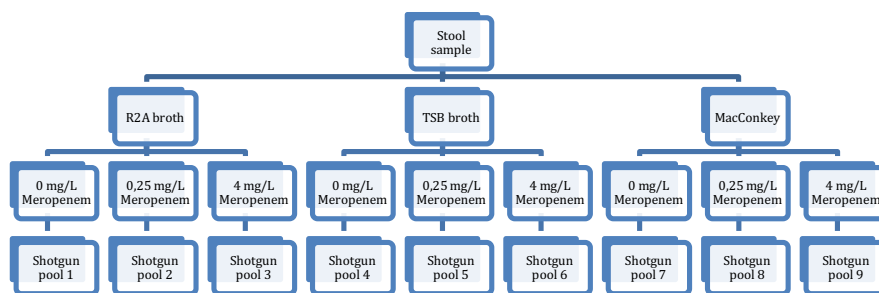 Stool
sample
R2A broth
TSB broth
MacConkey
0 mg/L
Meropenem
0,25 mg/L
Meropenem
4 mg/L
Meropenem
0 mg/L
Meropenem
0,25 mg/L
Meropenem
4 mg/L
Meropenem
0 mg/L
Meropenem
0,25 mg/L
Meropenem
4 mg/L
Meropenem
Shotgun
pool 1
Shotgun
pool 2
Shotgun
pool 3
Shotgun
pool 4
Shotgun
pool 5
Shotgun
pool 6
Shotgun
pool 7
Shotgun
pool 8
Shotgun
pool 9